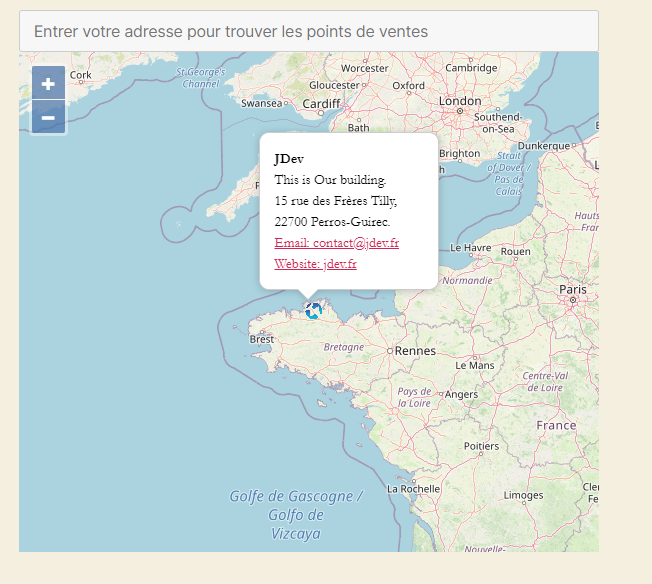 Entrer votre adresse pour trouver les points de ventes
Cork
St George's
Channel
Worcester
Cambridge
Gloucester
Oxford
Swansea
Cardiff
London
Southend-
on-Sea
Bath
Dunkerque
Brighton
Strait
of Dover /
Pas de
Calais
JDev
This is Our building.
15 rue des Frères Tilly,
22700 Perros-Guirec.
Email: contact@jdev.fr
Website: jdev.fr
Hauts
Fran
Le Havre
Rouen
Normandie
Paris
Brest
Bretagne
Rennes
Le Mans
Centre-Val
de Loire
Pays de
la Loire
Angers
France
Poitiers
La Rochelle
Limoges
Cler
Fe
Golfe de Gascogne /
Golfo de
Vizcaya
Nouvelle-